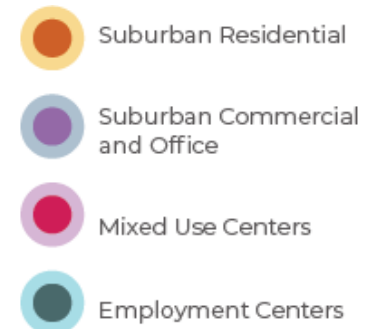 Suburban Residential
Suburban Commercial
and Office
Mixed Use Centers
Employment Centers